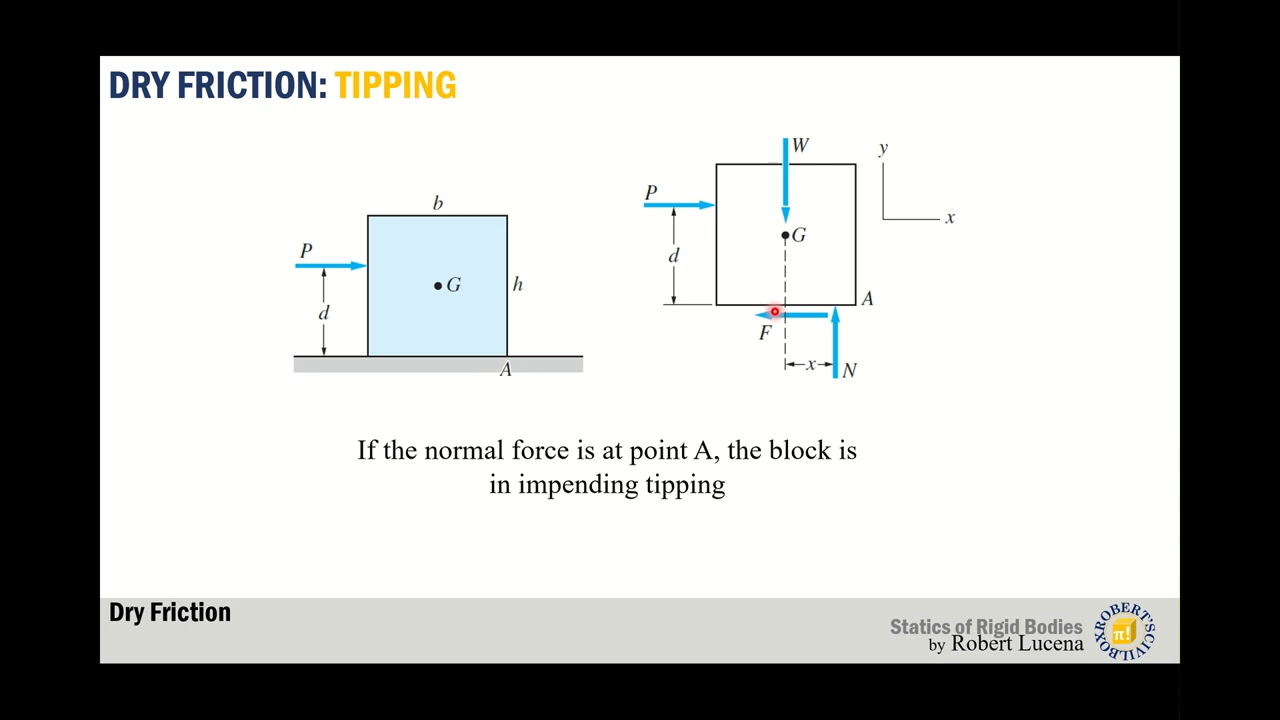 DRY FRICTION: TIPPING
b
P
G
h
d
A
W
y
P
x
G
d
A
F
x
N
If the normal force is at point A, the block is
in impending tipping
Dry Friction
Statics of Rigid Bodies
by Robert Lucena
ROBERT'S CIVIL BOX
π!